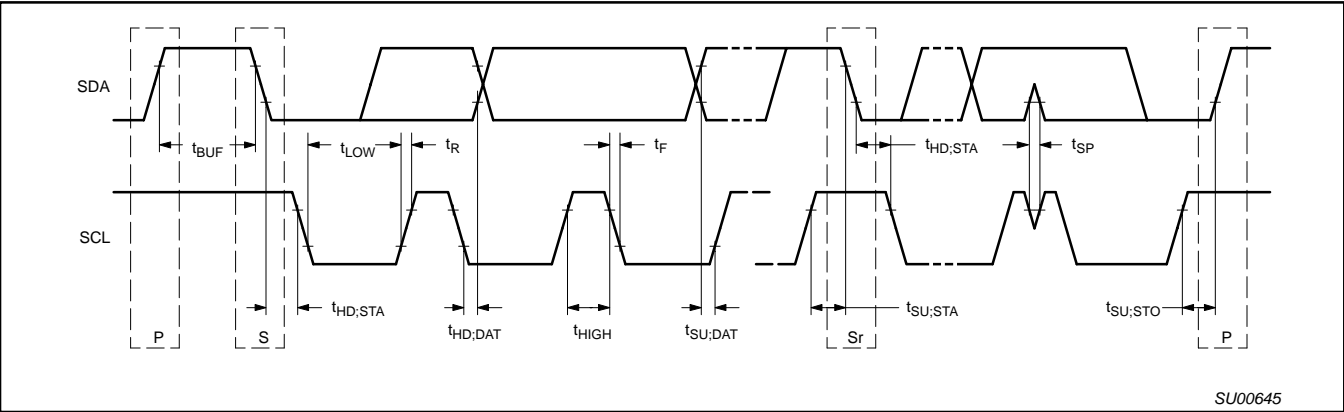 SDA
tBUF
tLOW
tR
tF
tHD;STA
tSP
SCL
tHD;STA
tHD;DAT
tHIGH
tSU;DAT
tSU;STA
tSU;STO
P
S
Sr
P
SU00645